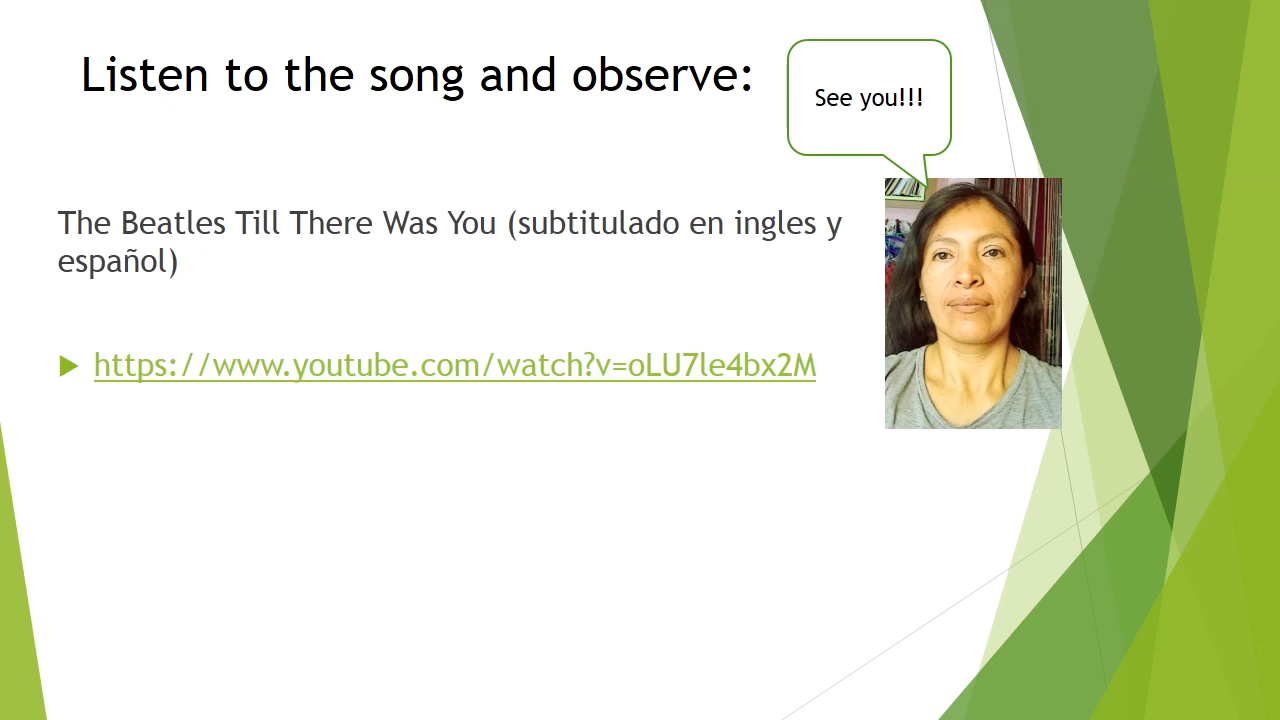 Listen to the song and observe:
See you!!!
The Beatles Till There Was You (subtitulado en ingles y
español)
https://www.youtube.com/watch?v=oLU7le4bx2M